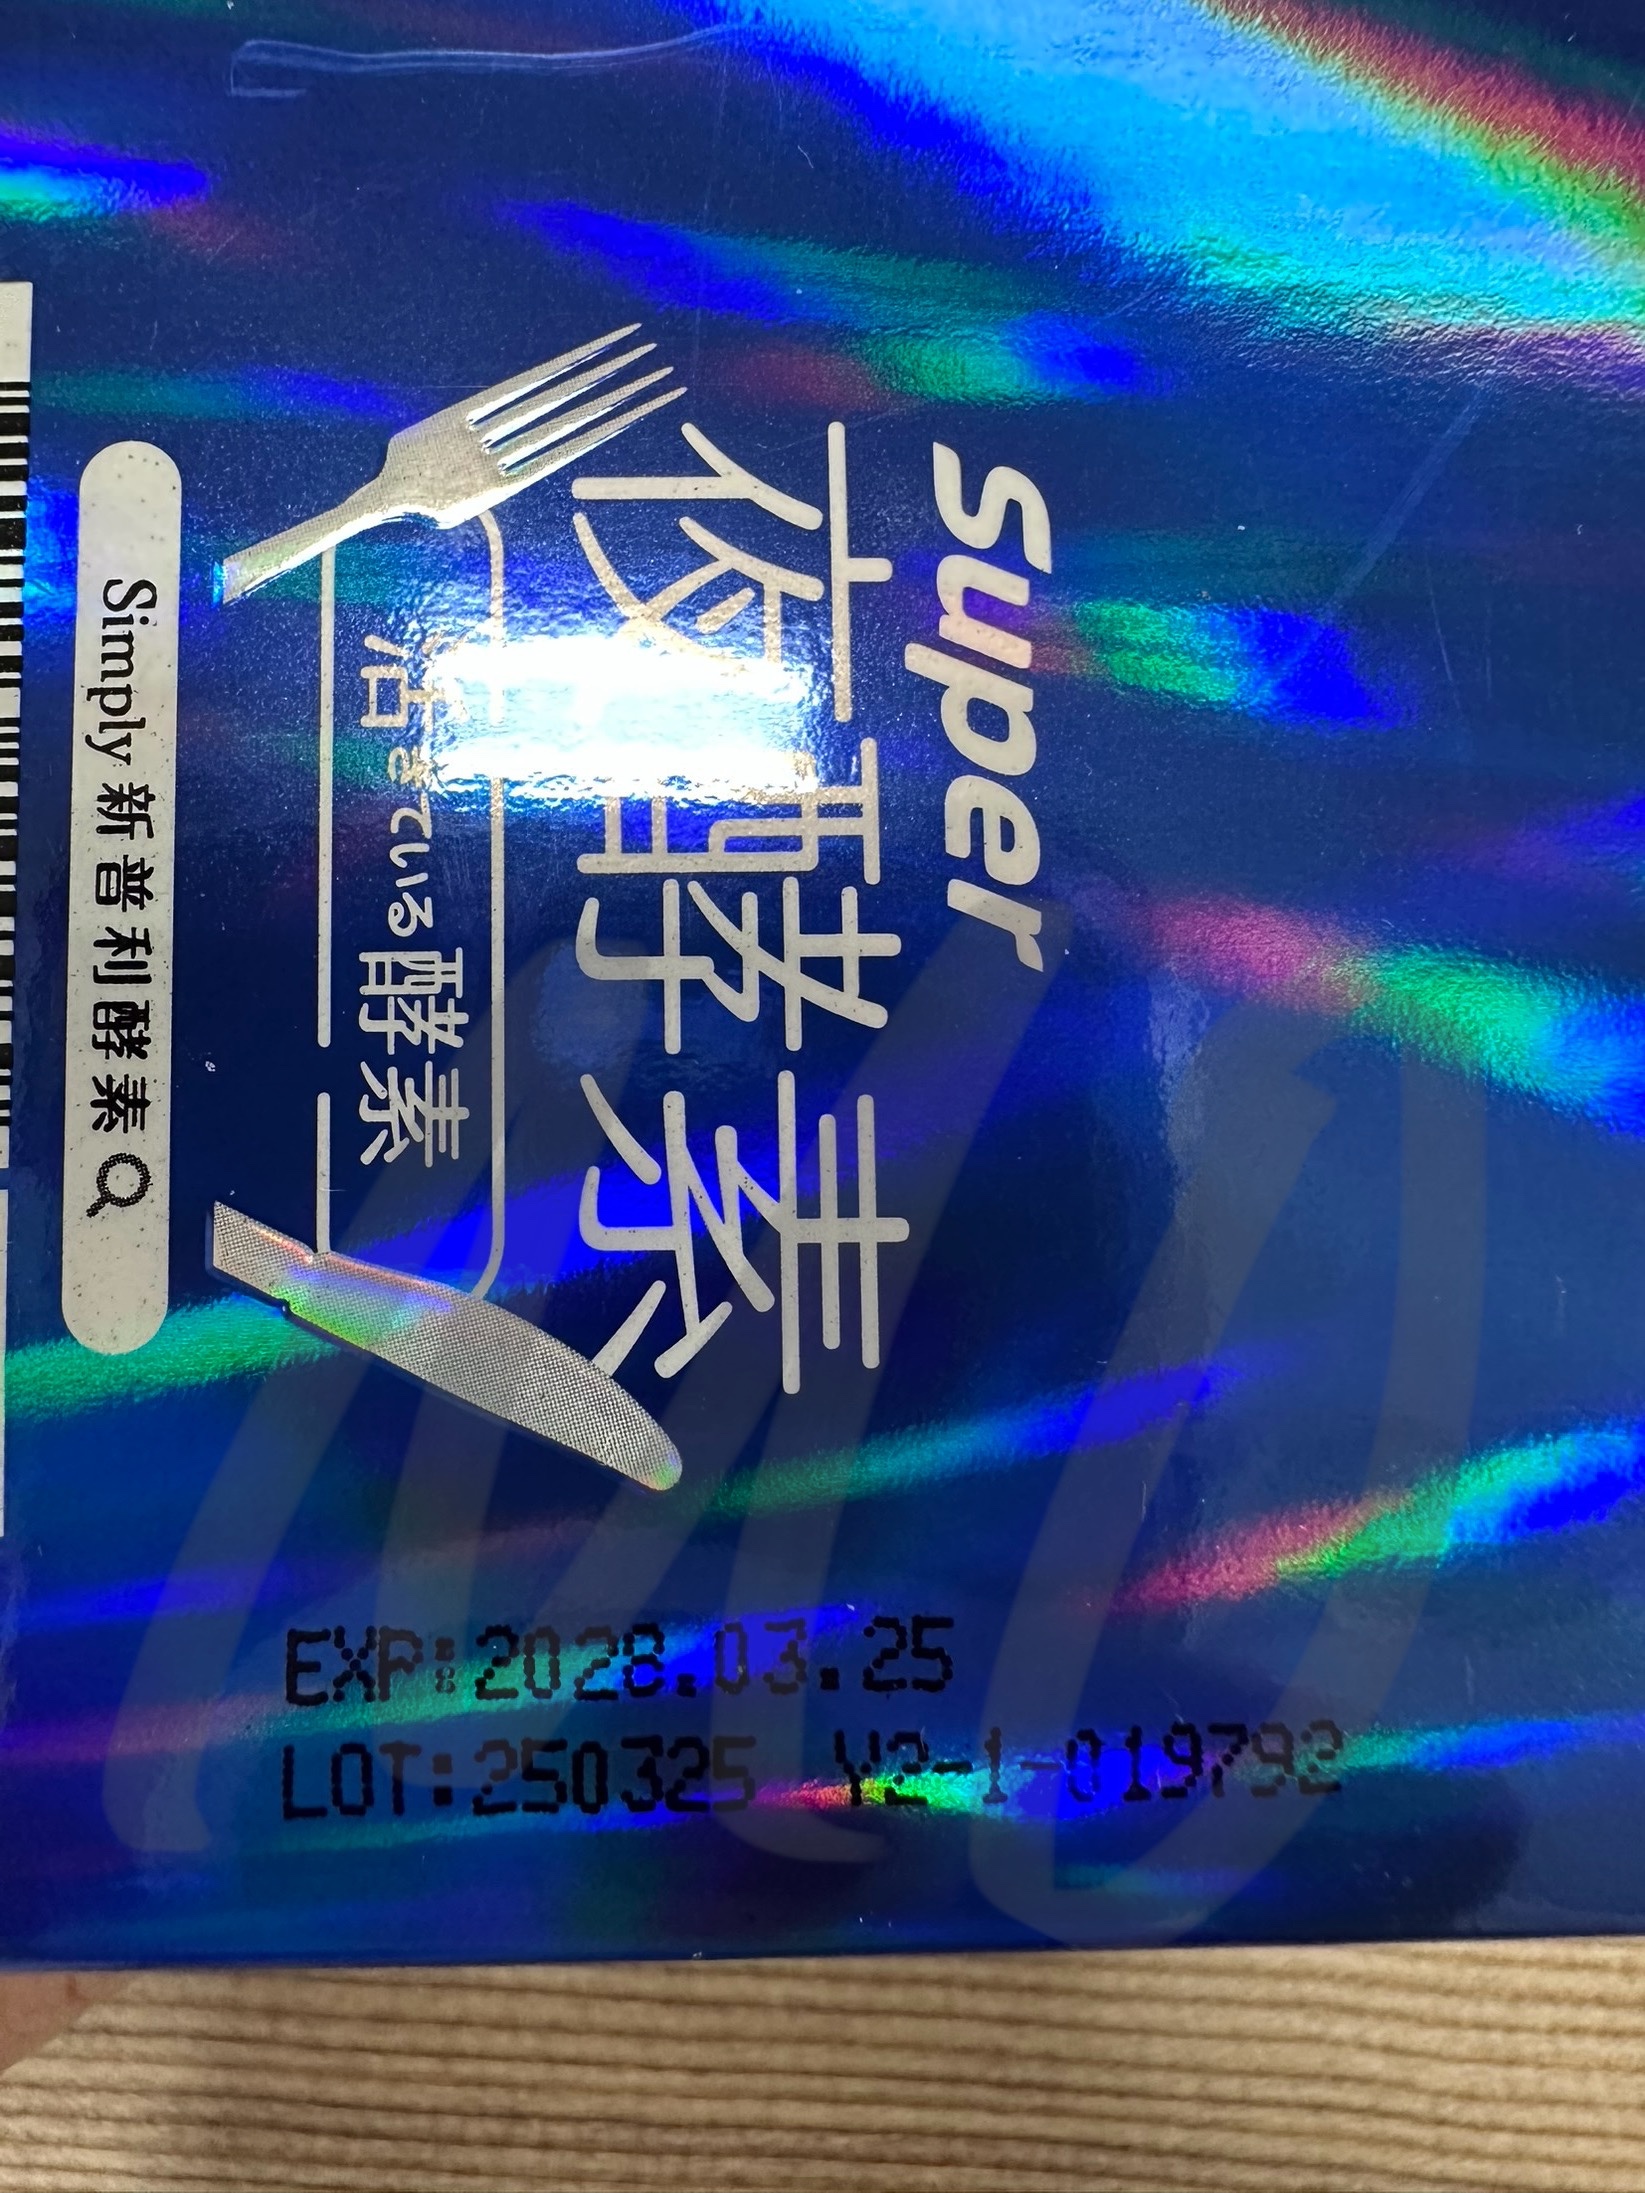 Super
夜酵素
活きている酵素
Simply 新普利酵素
EXP:2028.03.25
LOT:250325 Y2-1-019792